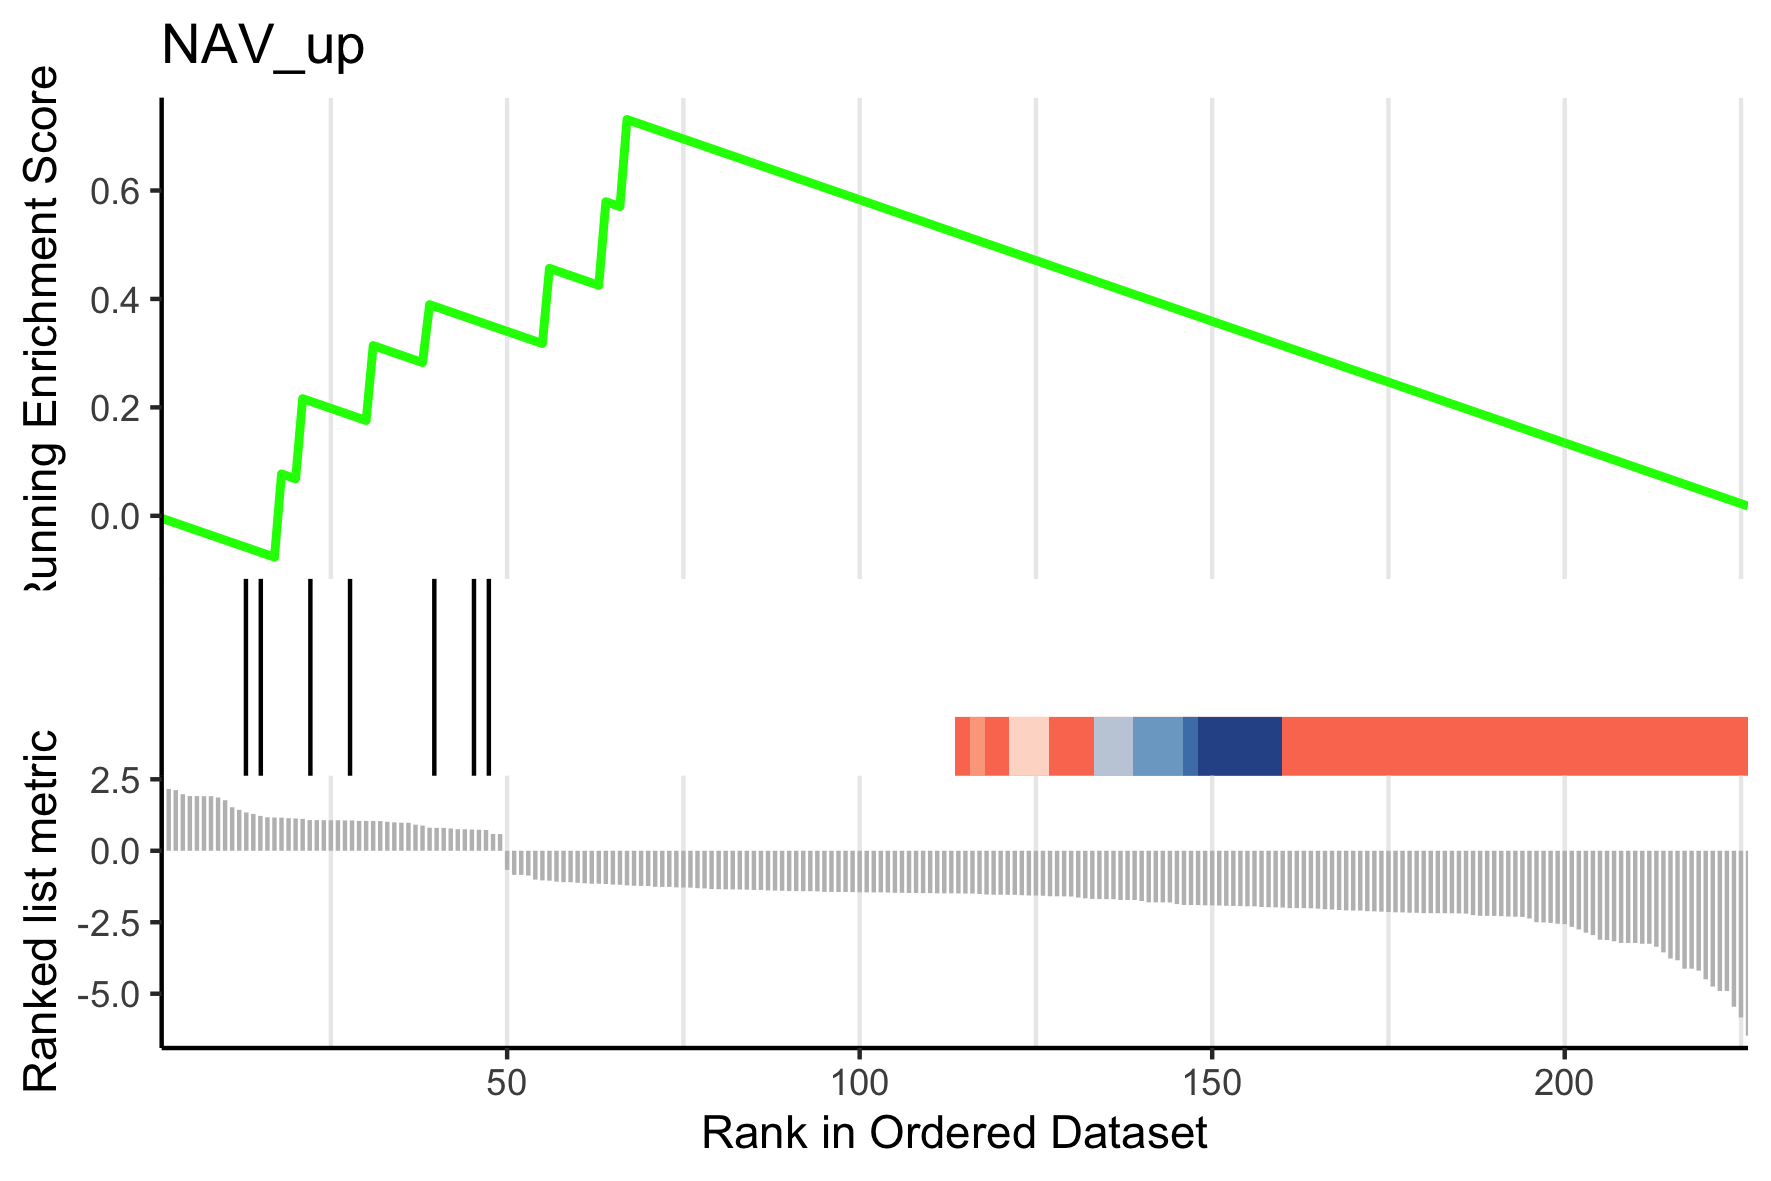 NAV_up
Running Enrichment Score
0.6
0.4
0.2
0.0
Ranked list metric
2.5
0.0
-2.5
-5.0
50 100 150 200
Rank in Ordered Dataset